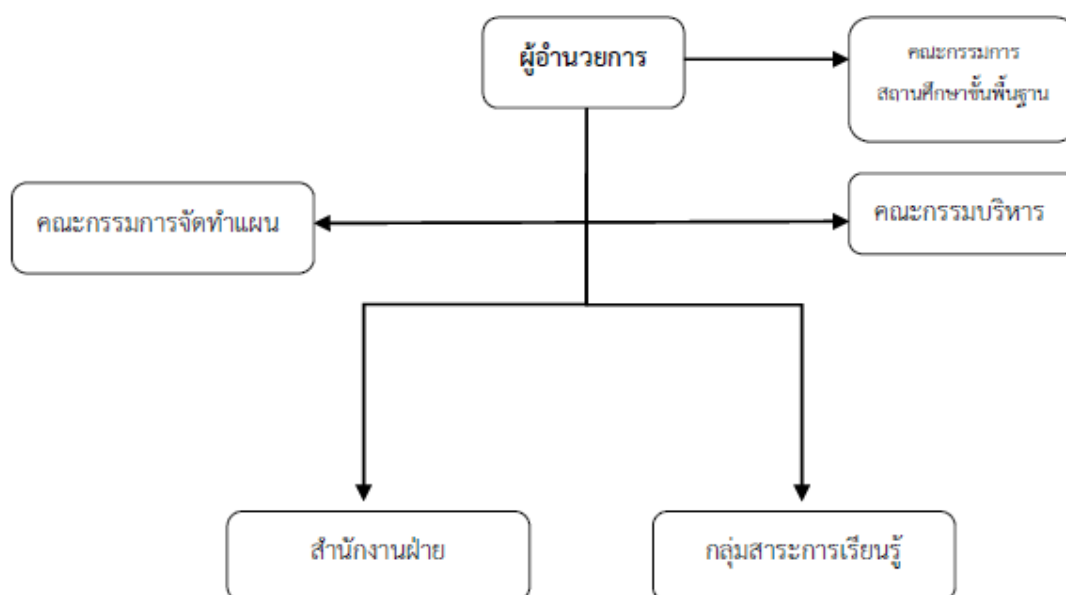 ผู้อำนวยการ
คณะกรรมการ
สถานศึกษาขั้นพื้นฐาน
คณะกรรมการจัดทำแผน
คณะกรรมบริหาร
สำนักงานฝ่าย
กลุ่มสาระการเรียนรู้